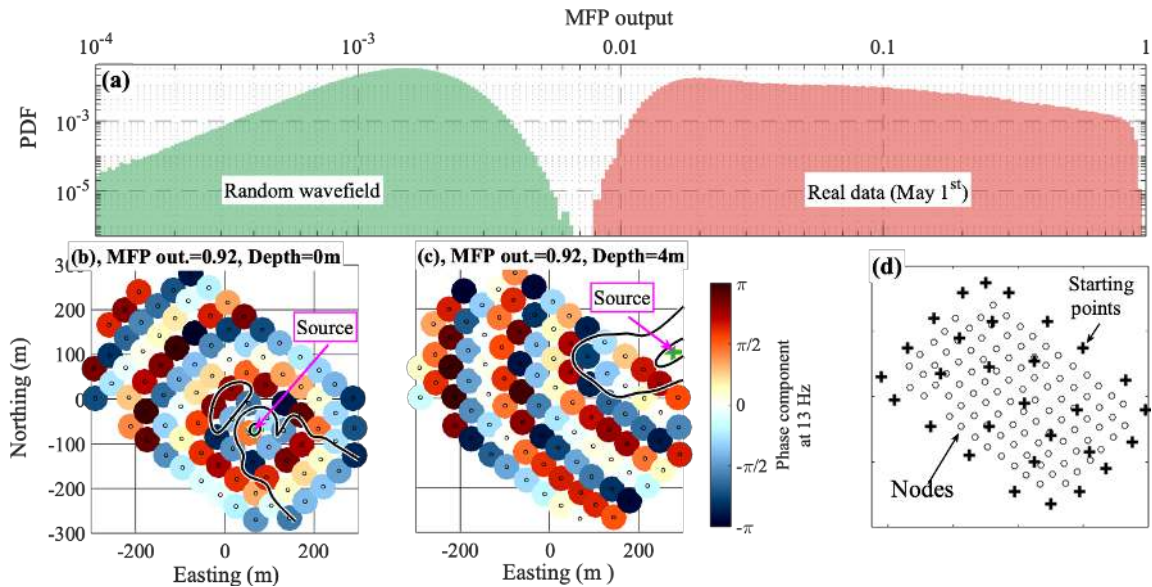 MFP output
10^-4
10^-3
0.01
0.1
1
(a)
PDF
10^-3
10^-5
Random wavefield
Real data (May 1st)
(b), MFP out.=0.92, Depth=0m
(c), MFP out.=0.92, Depth=4m
(d)
300
200
100
0
-100
-200
-300
Northing (m)
Source
-200
0
200
Easting (m)
Source
-200
0
200
Easting (m )
π
π/2
0
-π/2
-π
Phase component
at 13 Hz
Starting
points
Nodes